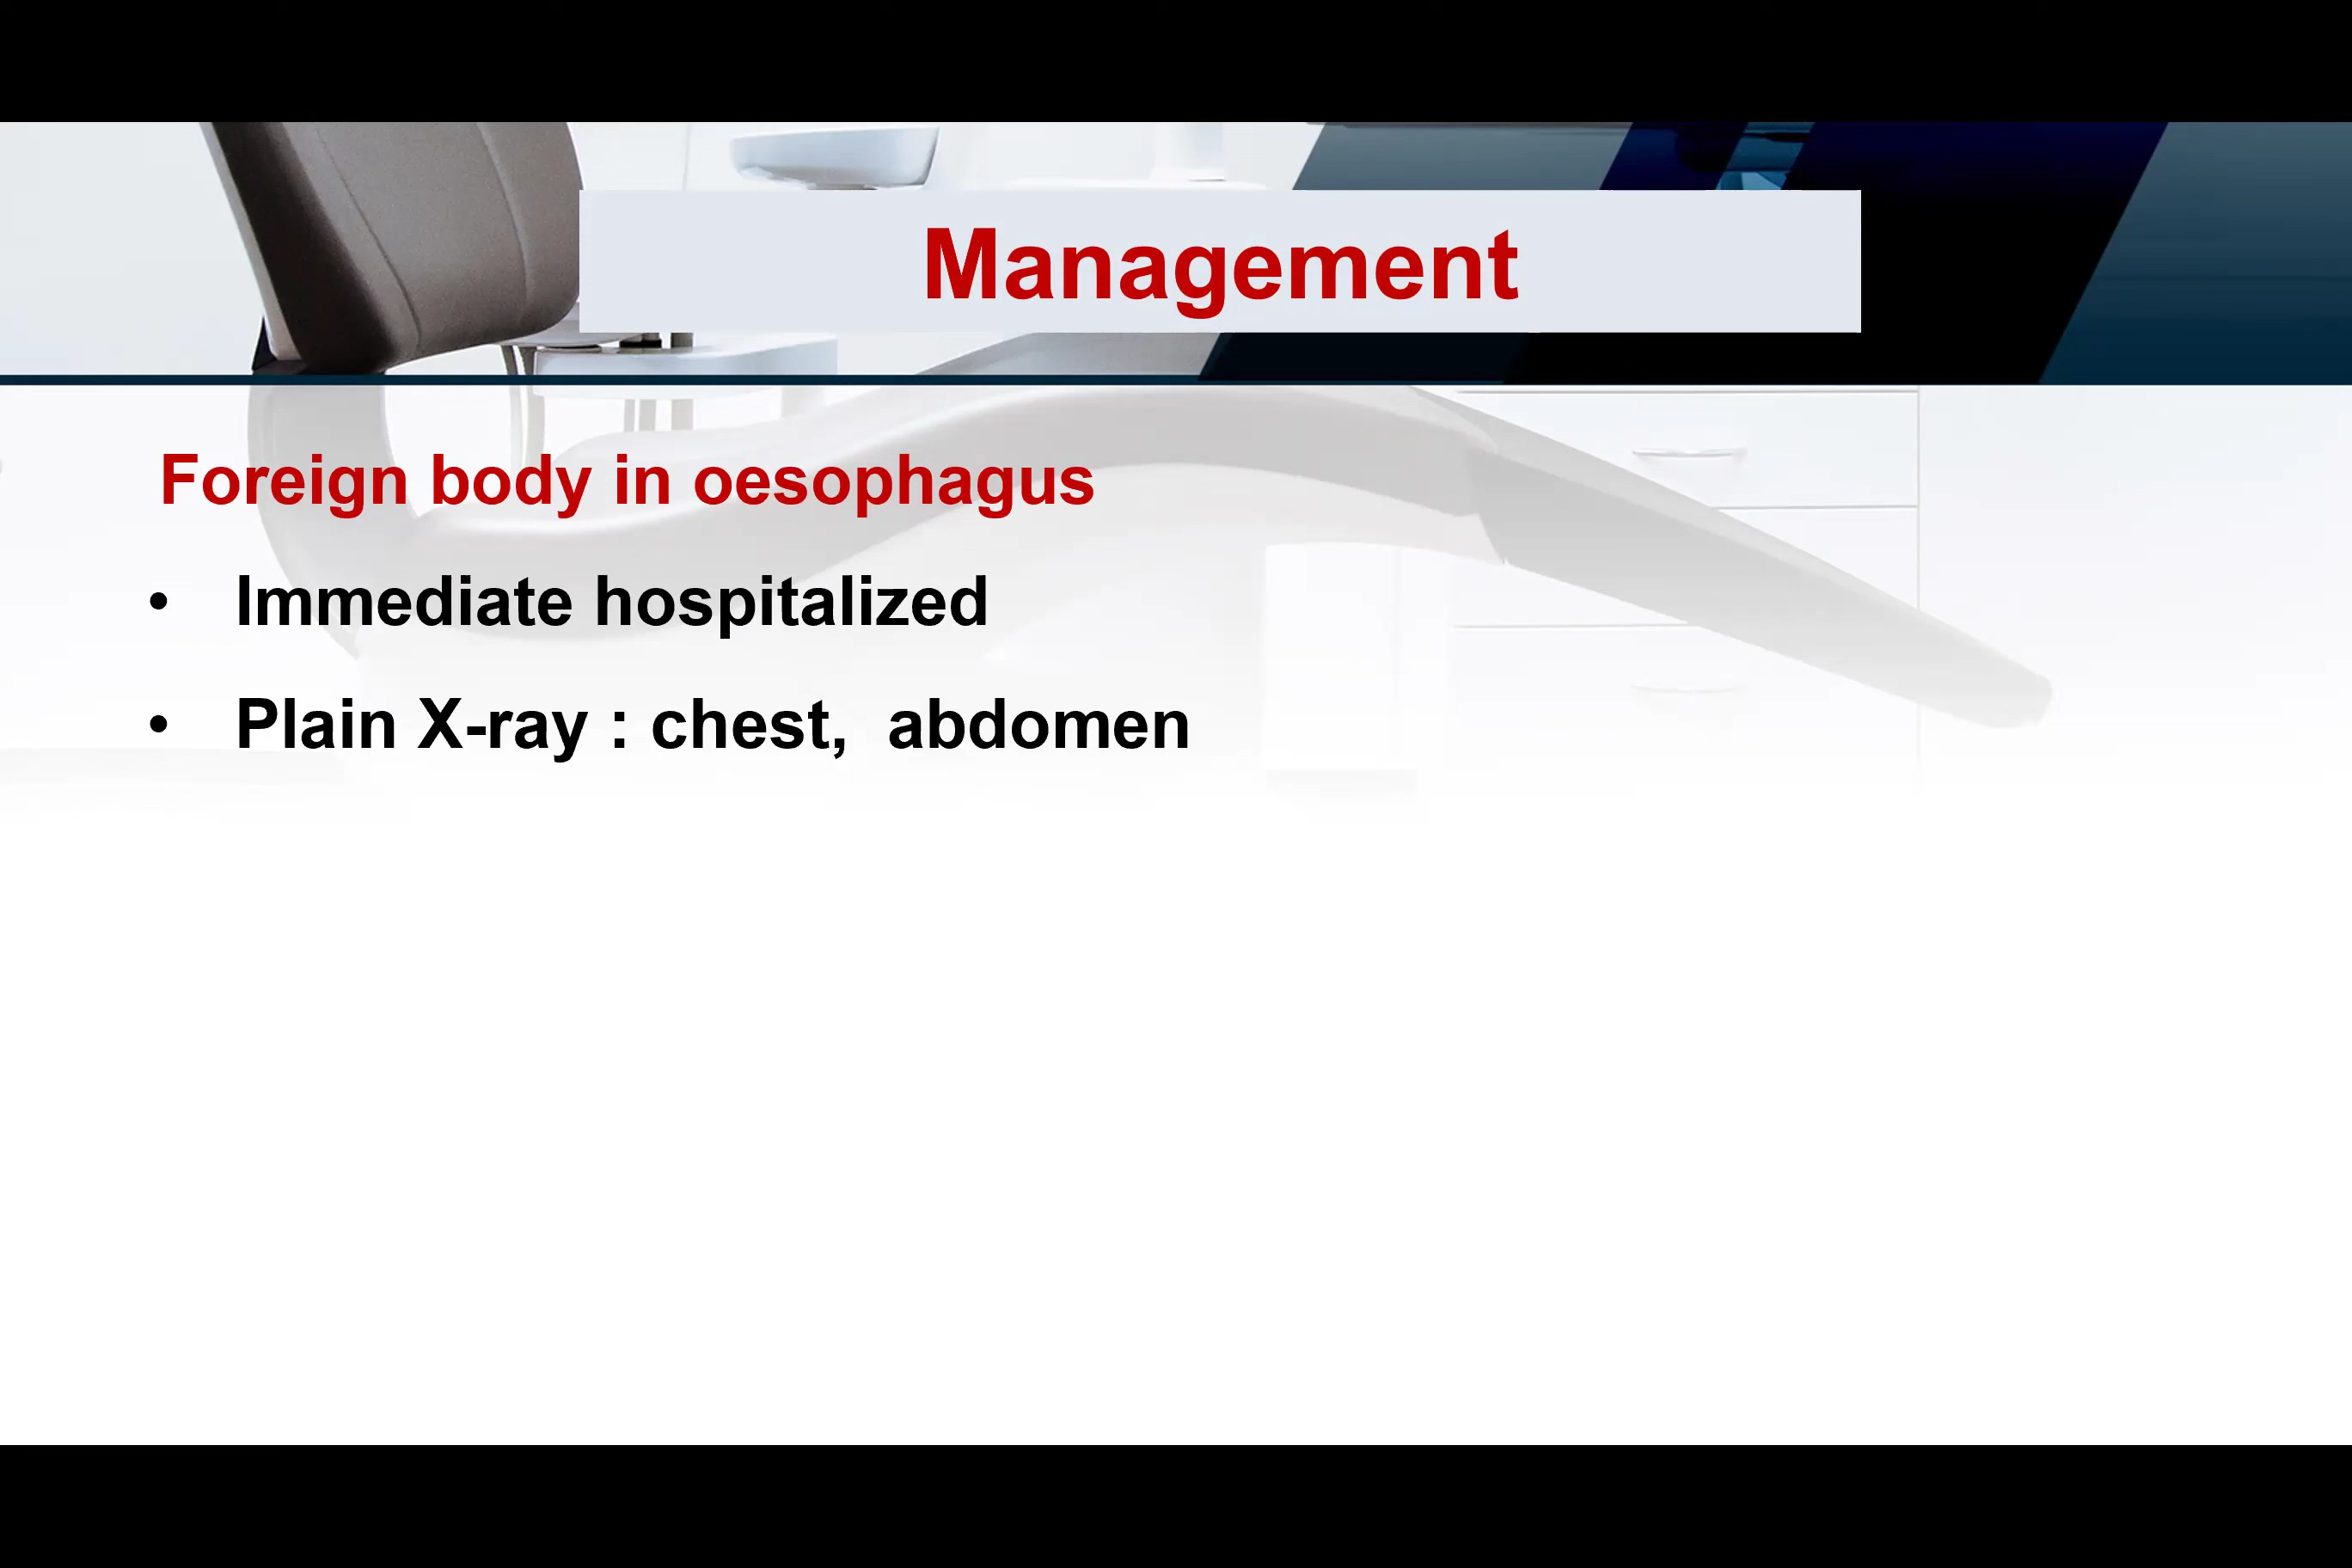 Management
Foreign body in oesophagus
• Immediate hospitalized
• Plain X-ray : chest,  abdomen